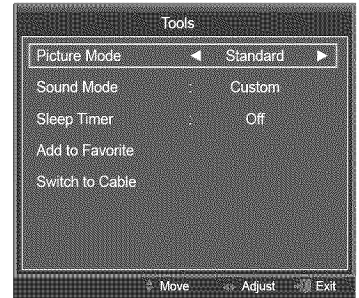 Tools
Picture Mode ◄ Standard ►
Sound Mode : Custom
Sleep Timer : Off
Add to Favorite
Switch to Cable
Move Adjust Exit